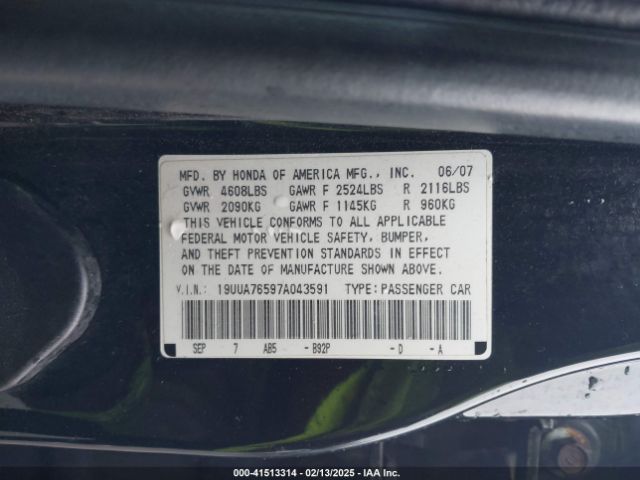 MFD. BY HONDA OF AMERICA MFG., INC. 06/07
GVWR 4608LBS GAWR F 2524LBS R 2116LBS
GVWR 2090KG GAWR F 1145KG R 960KG
THIS VEHICLE CONFORMS TO ALL APPLICABLE
FEDERAL MOTOR VEHICLE SAFETY, BUMPER,
AND THEFT PREVENTION STANDARDS IN EFFECT
ON THE DATE OF MANUFACTURE SHOWN ABOVE.
V.I.N.: 19UUA76597A043591 TYPE: PASSENGER CAR
SEP 7 AB5 - B92P - D - A
000-41513314 - 02/13/2025 - IAA Inc.